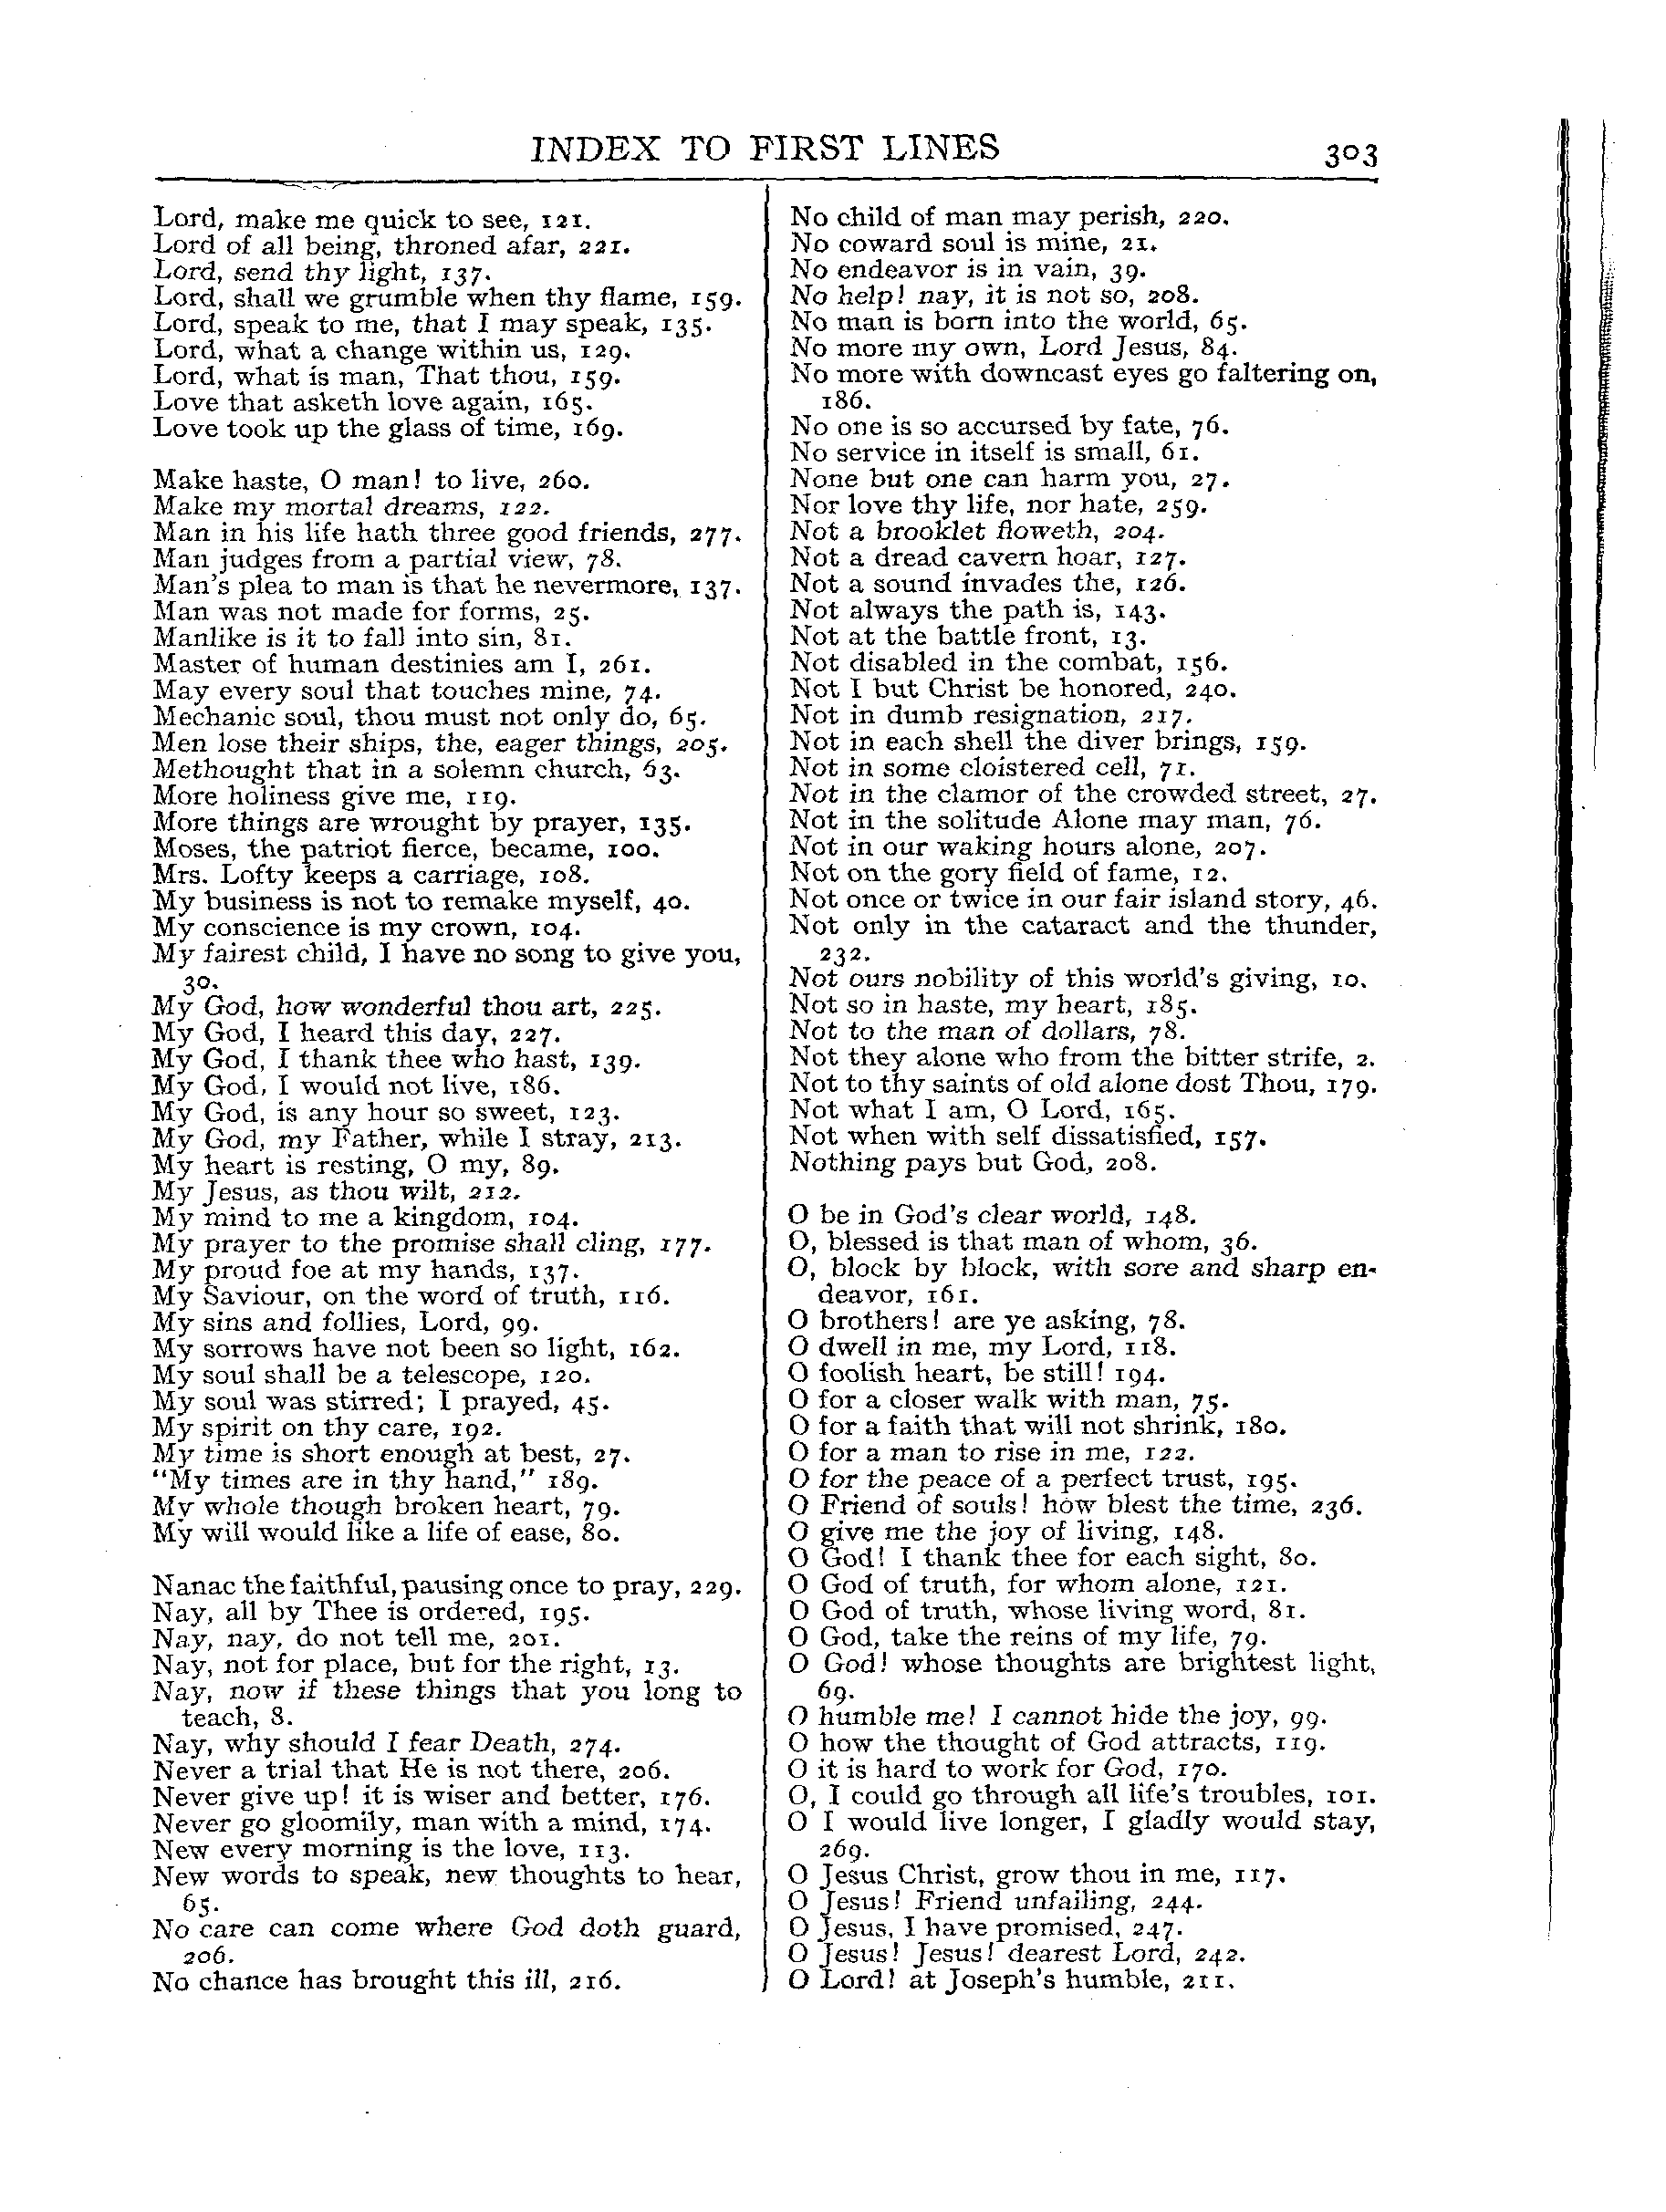 INDEX TO FIRST LINES 303
Lord, make me quick to see, 121.
Lord of all being, throned afar, 221.
Lord, send thy light, 137.
Lord, shall we grumble when thy flame, 159.
Lord, speak to me, that I may speak, 135.
Lord, what a change within us, 129.
Lord, what is man, That thou, 159.
Love that asketh love again, 165.
Love took up the glass of time, 169.
Make haste, O man! to live, 260.
Make my mortal dreams, 122.
Man in his life hath three good friends, 277.
Man judges from a partial view, 78.
Man's plea to man is that he nevermore, 137.
Man was not made for forms, 25.
Manlike is it to fall into sin, 81.
Master of human destinies am I, 261.
May every soul that touches mine, 74.
Mechanic soul, thou must not only do, 65.
Men lose their ships, the, eager things, 205.
Methought that in a solemn church, 63.
More holiness give me, 119.
More things are wrought by prayer, 135.
Moses, the patriot fierce, became, 100.
Mrs. Lofty keeps a carriage, 108.
My business is not to remake myself, 40.
My conscience is my crown, 104.
My fairest child, I have no song to give you,
30.
My God, how wonderful thou art, 225.
My God, I heard this day, 227.
My God, I thank thee who hast, 139.
My God, I would not live, 186.
My God, is any hour so sweet, 123.
My God, my Father, while I stray, 213.
My heart is resting, O my, 89.
My Jesus, as thou wilt, 212.
My mind to me a kingdom, 104.
My prayer to the promise shall cling, 177.
My proud foe at my hands, 137.
My Saviour, on the word of truth, 116.
My sins and follies, Lord, 99.
My sorrows have not been so light, 162.
My soul shall be a telescope, 120.
My soul was stirred; I prayed, 45.
My spirit on thy care, 192.
My time is short enough at best, 27.
"My times are in thy hand," 189.
My whole though broken heart, 79.
My will would like a life of ease, 80.
Nanac the faithful, pausing once to pray, 229.
Nay, all by Thee is ordered, 195.
Nay, nay, do not tell me, 201.
Nay, not for place, but for the right, 13.
Nay, now if these things that you long to
teach, 8.
Nay, why should I fear Death, 274.
Never a trial that He is not there, 206.
Never give up! it is wiser and better, 176.
Never go gloomily, man with a mind, 174.
New every morning is the love, 113.
New words to speak, new thoughts to hear,
65.
No care can come where God doth guard,
206.
No chance has brought this ill, 216.
No child of man may perish, 220.
No coward soul is mine, 21.
No endeavor is in vain, 39.
No help! nay, it is not so, 208.
No man is born into the world, 65.
No more my own, Lord Jesus, 84.
No more with downcast eyes go faltering on,
186.
No one is so accursed by fate, 76.
No service in itself is small, 61.
None but one can harm you, 27.
Nor love thy life, nor hate, 259.
Not a brooklet floweth, 204.
Not a dread cavern hoar, 127.
Not a sound invades the, 126.
Not always the path is, 143.
Not at the battle front, 13.
Not disabled in the combat, 156.
Not I but Christ be honored, 240.
Not in dumb resignation, 217.
Not in each shell the diver brings, 159.
Not in some cloistered cell, 71.
Not in the clamor of the crowded street, 27.
Not in the solitude Alone may man, 76.
Not in our waking hours alone, 207.
Not on the gory field of fame, 12.
Not once or twice in our fair island story, 46.
Not only in the cataract and the thunder,
232.
Not ours nobility of this world's giving, 10.
Not so in haste, my heart, 185.
Not to the man of dollars, 78.
Not they alone who from the bitter strife, 2.
Not to thy saints of old alone dost Thou, 179.
Not what I am, O Lord, 165.
Not when with self dissatisfied, 157.
Nothing pays but God, 208.
O be in God's clear world, 148.
O, blessed is that man of whom, 36.
O, block by block, with sore and sharp en-
deavor, 161.
O brothers! are ye asking, 78.
O dwell in me, my Lord, 118.
O foolish heart, be still! 194.
O for a closer walk with man, 75.
O for a faith that will not shrink, 180.
O for a man to rise in me, 122.
O for the peace of a perfect trust, 195.
O Friend of souls! how blest the time, 236.
O give me the joy of living, 148.
O God! I thank thee for each sight, 80.
O God of truth, for whom alone, 121.
O God of truth, whose living word, 81.
O God, take the reins of my life, 79.
O God! whose thoughts are brightest light,
69.
O humble me! I cannot hide the joy, 99.
O how the thought of God attracts, 119.
O it is hard to work for God, 170.
O, I could go through all life's troubles, 101.
O I would live longer, I gladly would stay,
269.
O Jesus Christ, grow thou in me, 117.
O Jesus! Friend unfailing, 244.
O Jesus, I have promised, 247.
O Jesus! Jesus! dearest Lord, 242.
O Lord! at Joseph's humble, 211.